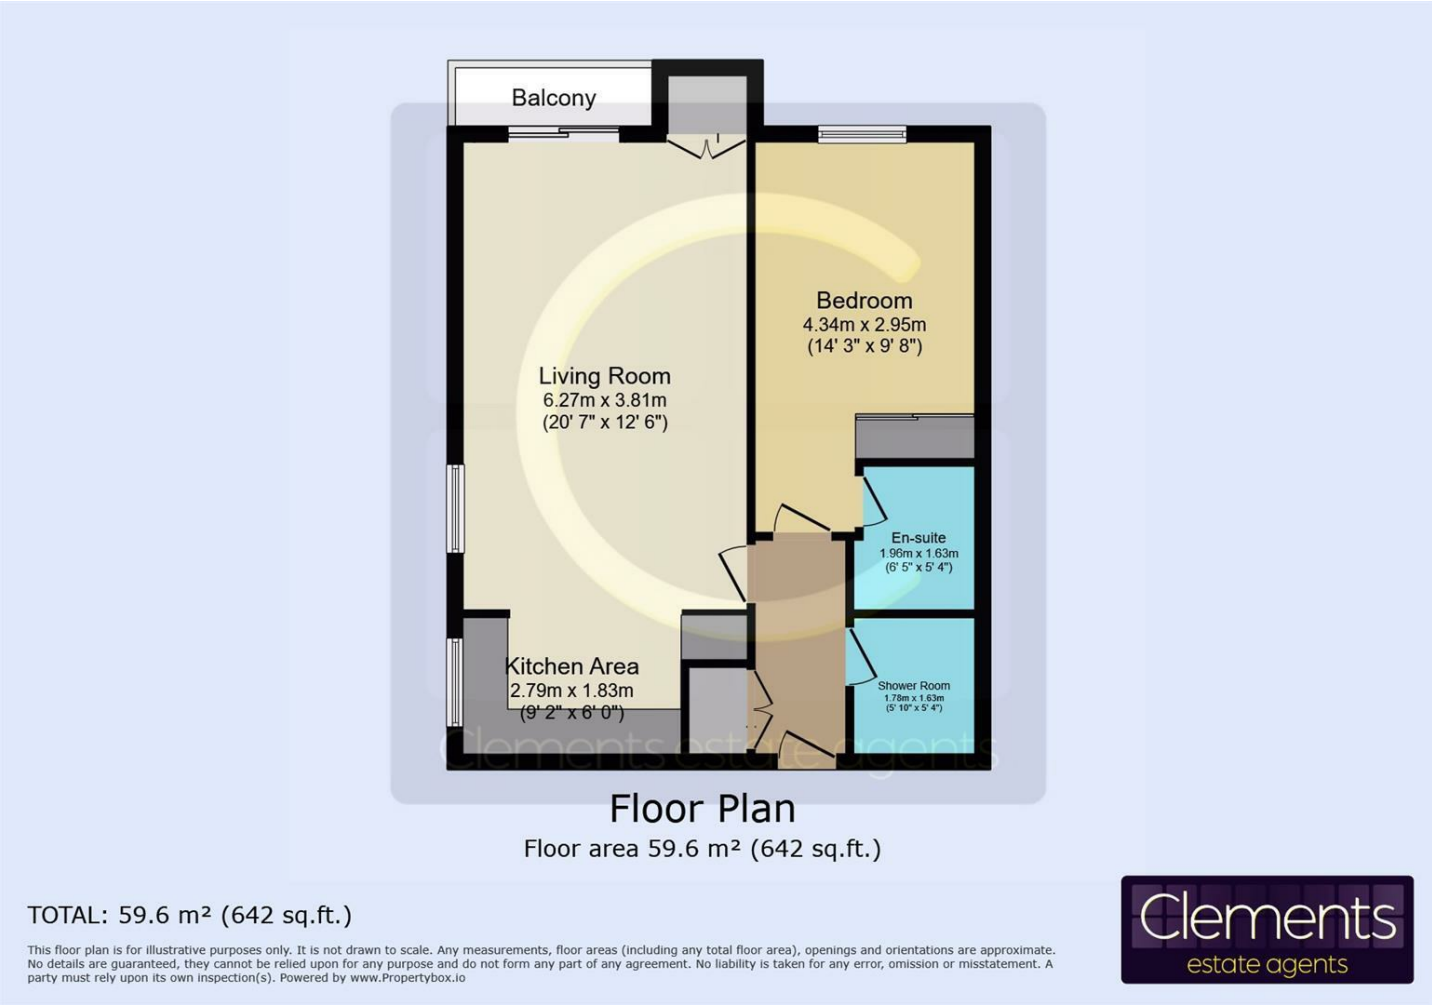 Balcony
Bedroom
4.34m x 2.95m
(14' 3" x 9' 8")
Living Room
6.27m x 3.81m
(20' 7" x 12' 6")
En-suite
1.96m x 1.63m
(6' 5" x 5' 4")
Kitchen Area
2.79m x 1.83m
(9' 2" x 6' 0")
Shower Room
1.78m x 1.63m
(5' 10" x 5' 4")
Clements estate agents
Floor Plan
Floor area 59.6 m² (642 sq.ft.)
TOTAL: 59.6 m² (642 sq.ft.)
This floor plan is for illustrative purposes only. It is not drawn to scale. Any measurements, floor areas (including any total floor area), openings and orientations are approximate.
No details are guaranteed, they cannot be relied upon for any purpose and do not form any part of any agreement. No liability is taken for any error, omission or misstatement. A
party must rely upon its own inspection(s). Powered by www.Propertybox.io
Clements
estate agents